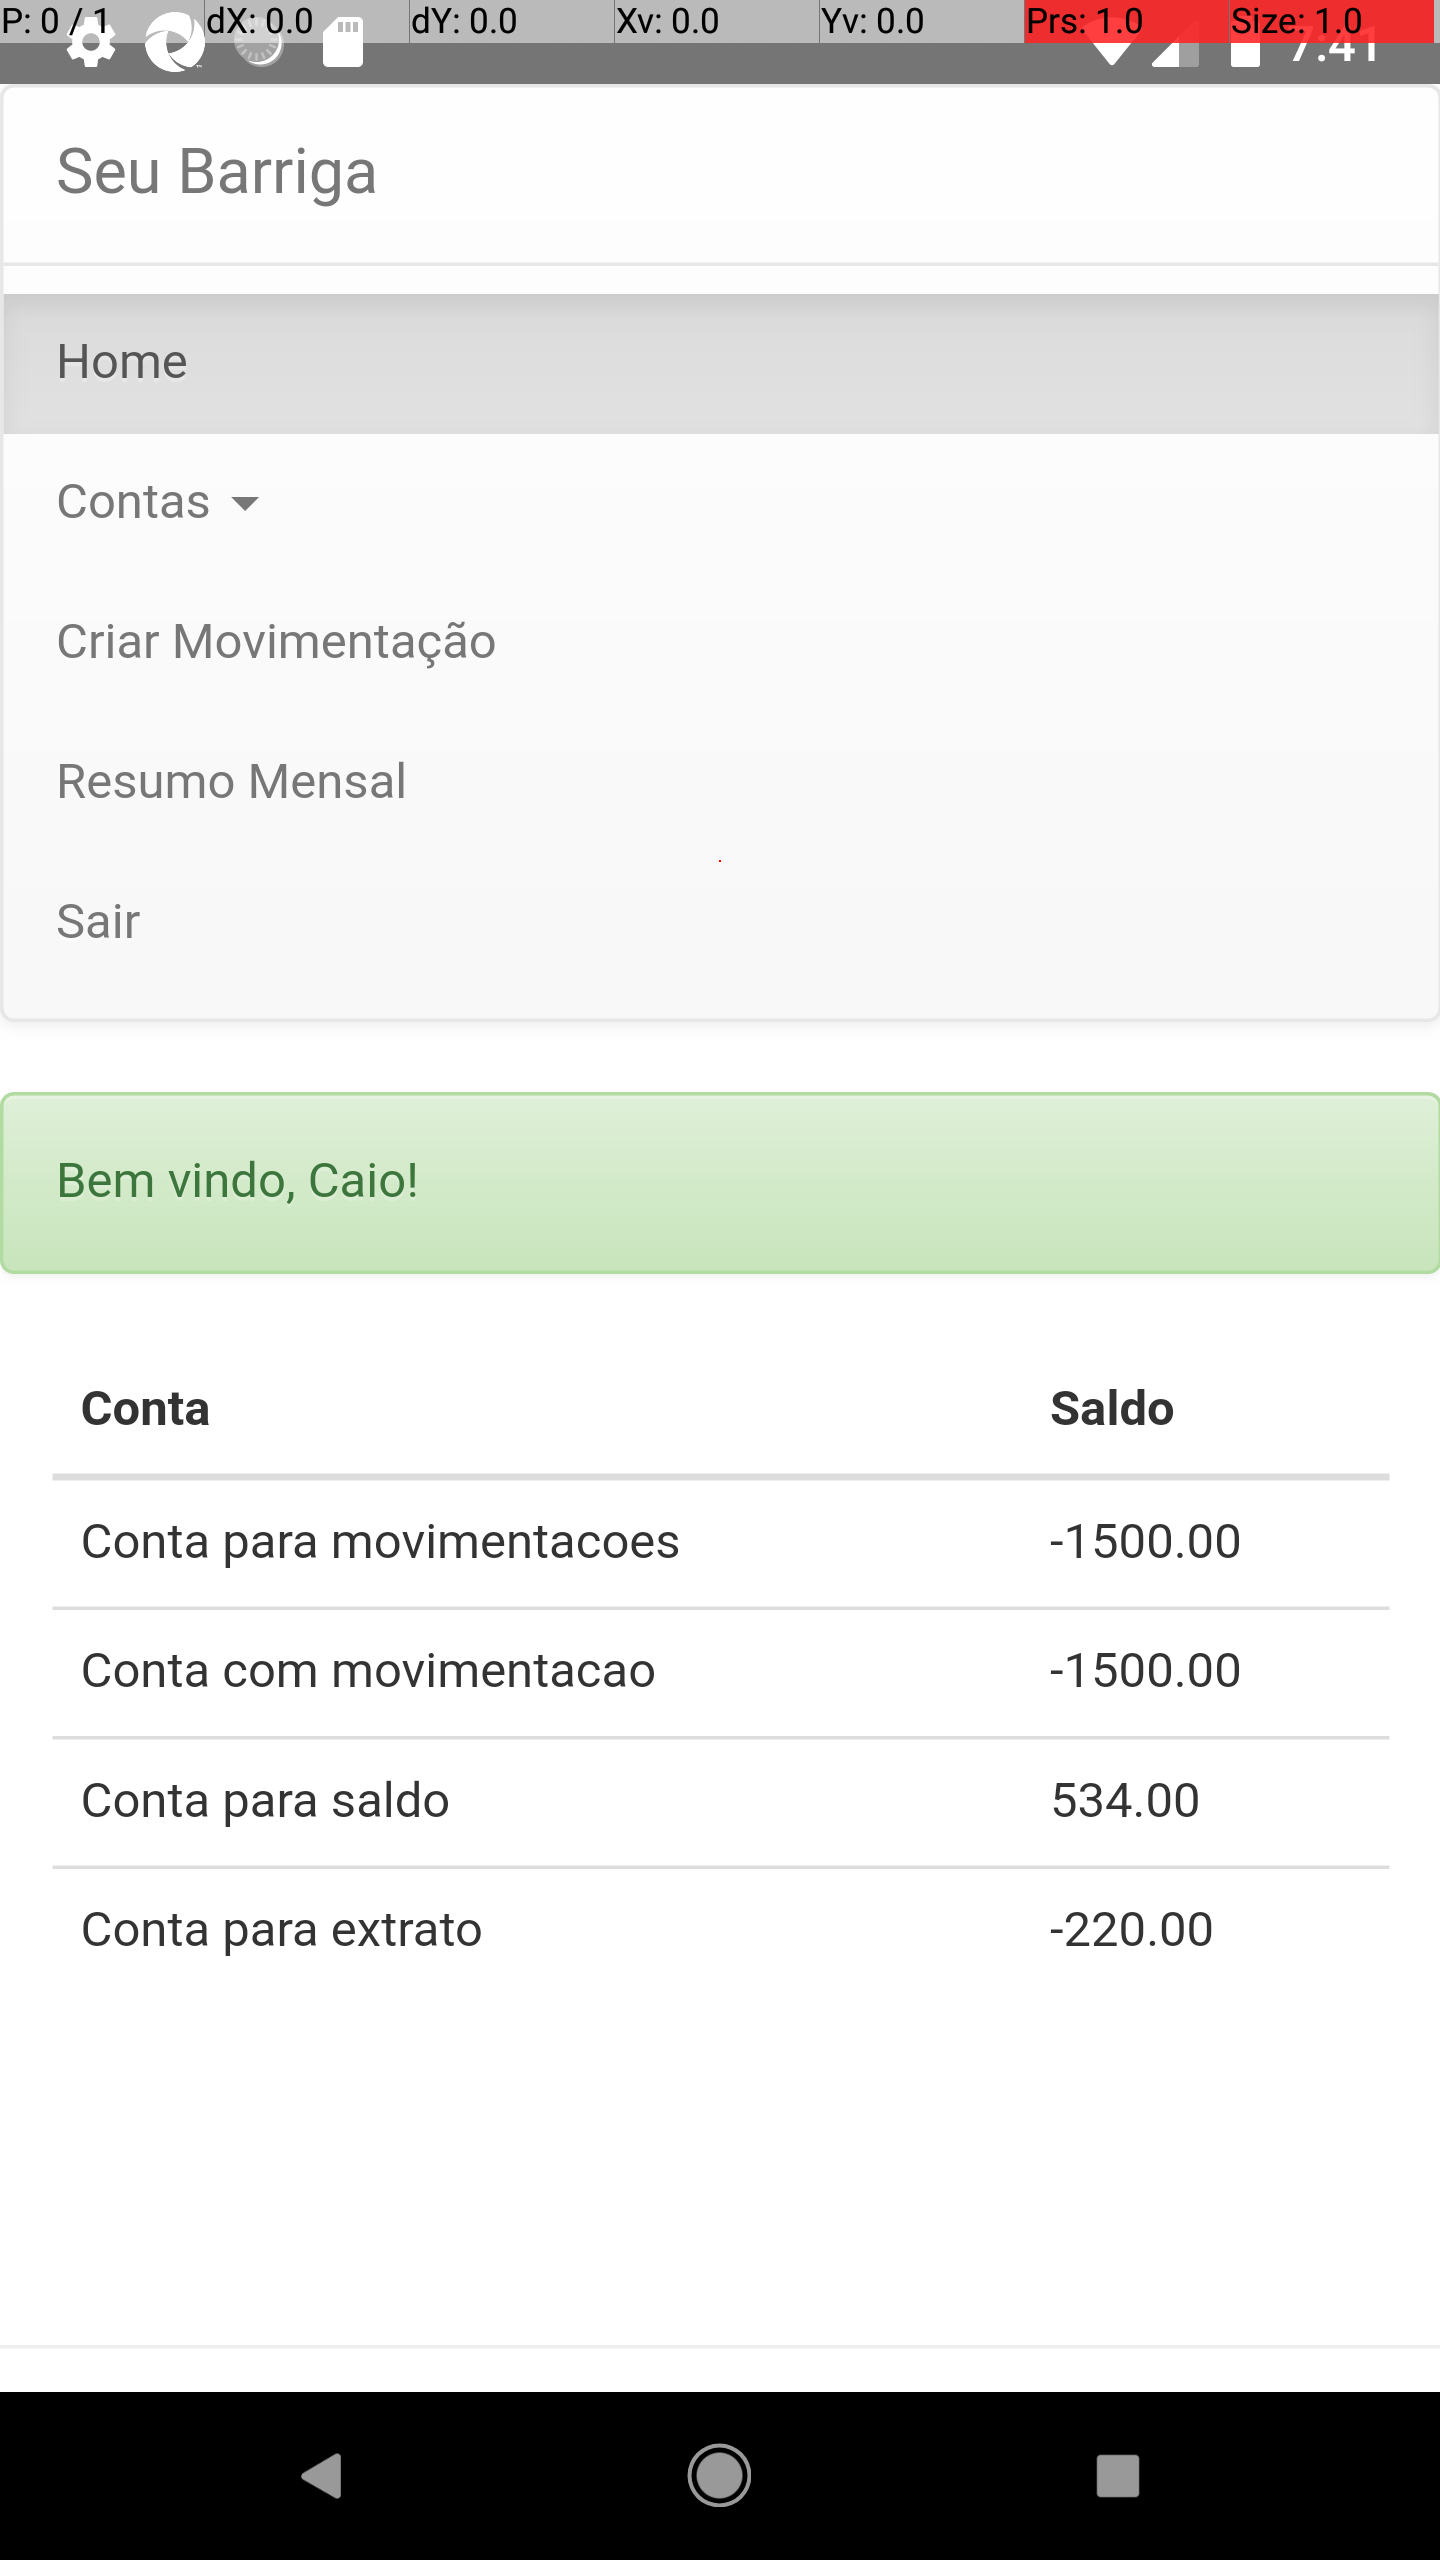 P: 0 / 1 dX: 0.0 dY: 0.0 Xv: 0.0 Yv: 0.0 Prs: 1.0 Size: 1.0
7:41
Seu Barriga
Home
Contas
Criar Movimentação
Resumo Mensal
Sair
Bem vindo, Caio!
Conta Saldo
Conta para movimentacoes -1500.00
Conta com movimentacao -1500.00
Conta para saldo 534.00
Conta para extrato -220.00